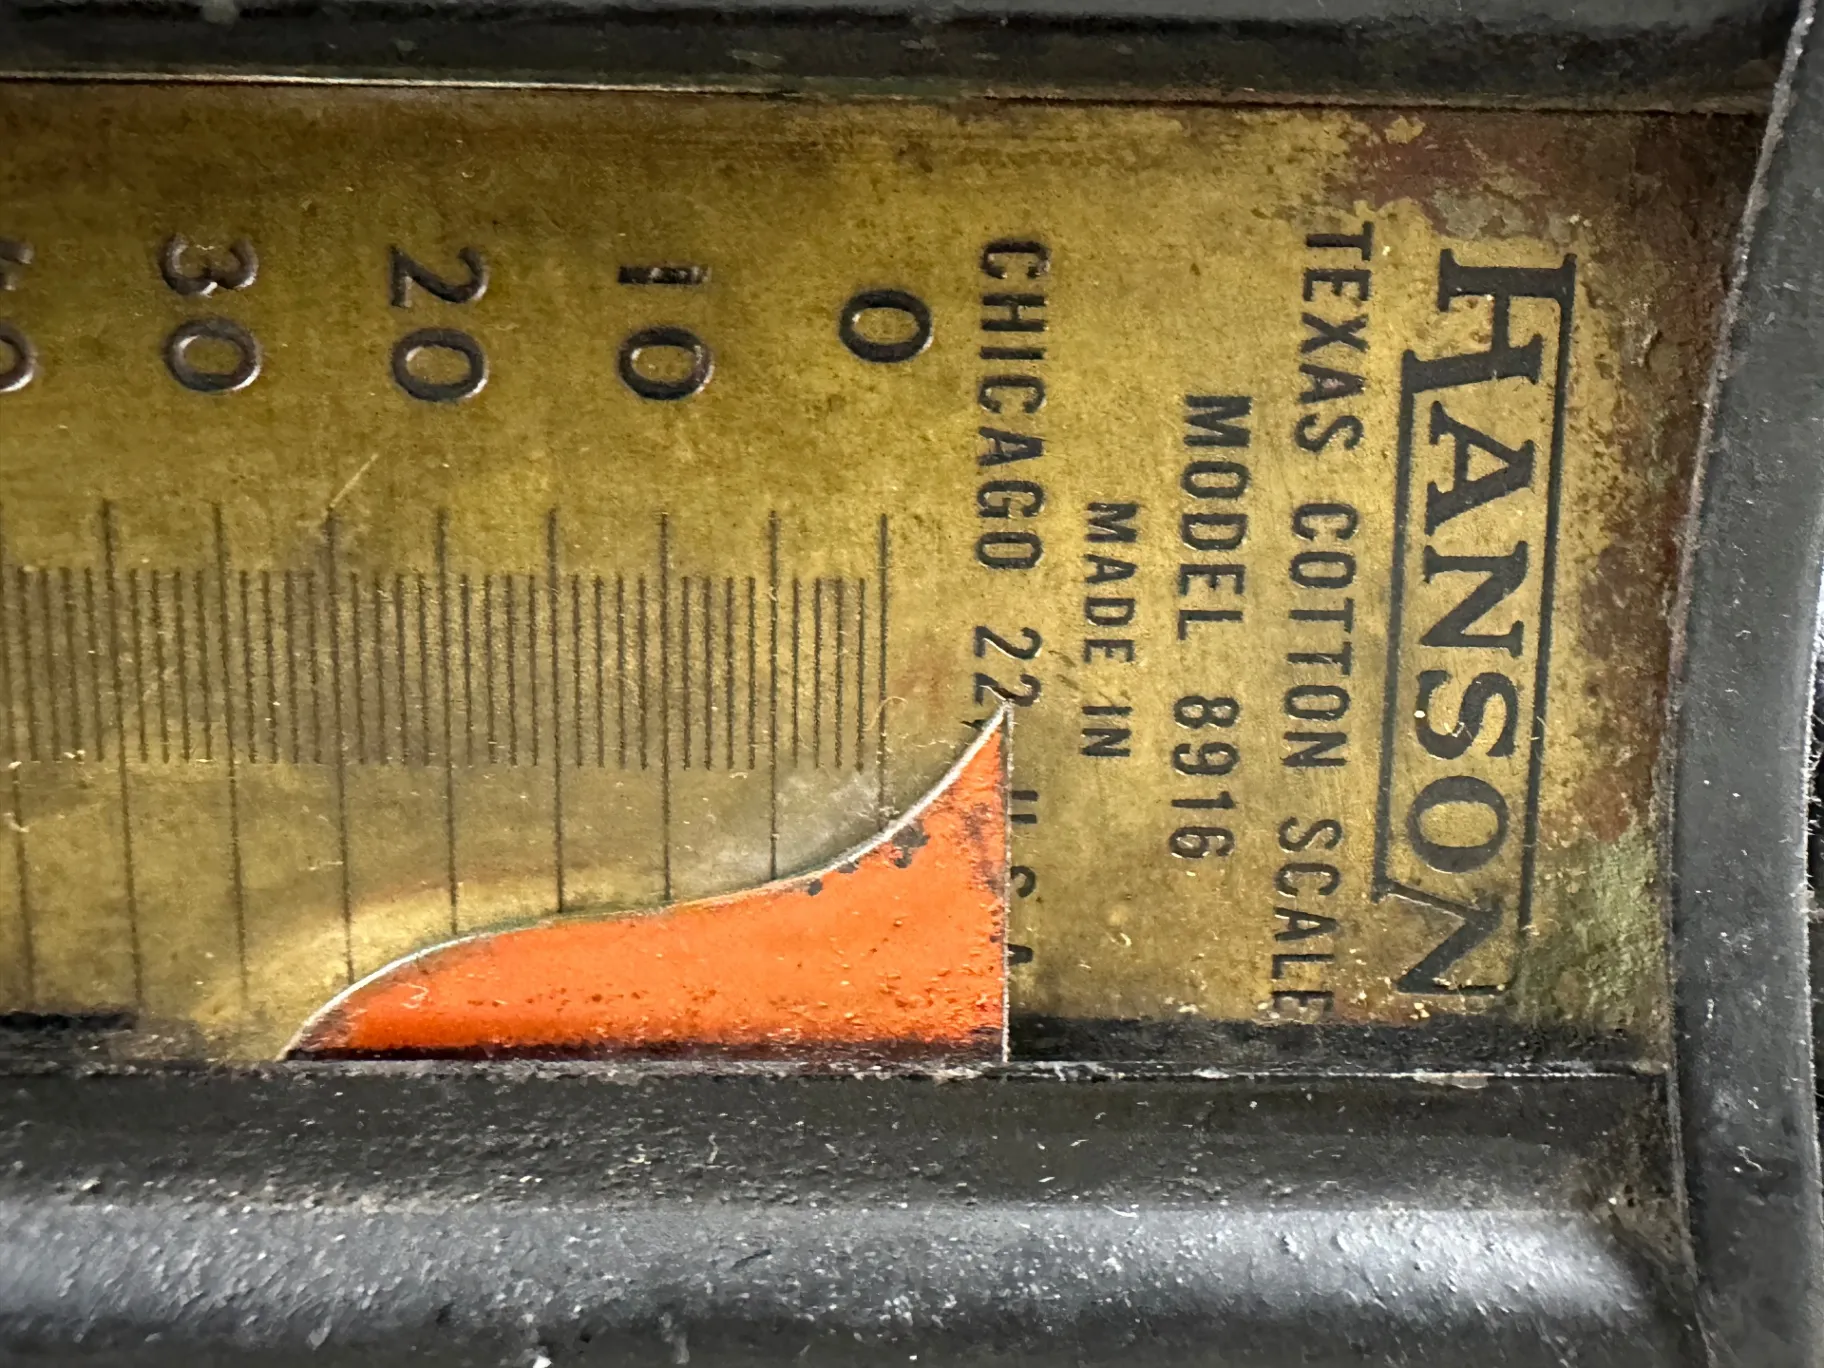 HANSON
TEXAS COTTON SCALE
MODEL 8916
MADE IN
CHICAGO 22, U.S.A.
0
10
20
30